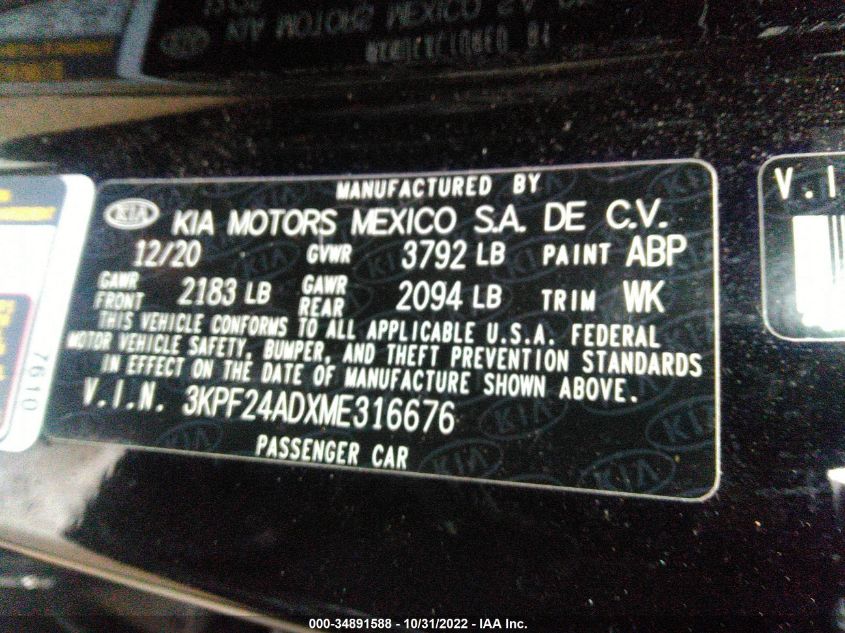 MANUFACTURED BY
KIA KIA MOTORS MEXICO S.A. DE C.V.
12/20 GVWR 3792 LB PAINT ABP
GAWR FRONT 2183 LB GAWR REAR 2094 LB TRIM WK
THIS VEHICLE CONFORMS TO ALL APPLICABLE U.S.A. FEDERAL
MOTOR VEHICLE SAFETY, BUMPER, AND THEFT PREVENTION STANDARDS
IN EFFECT ON THE DATE OF MANUFACTURE SHOWN ABOVE.
V.I.N. 3KPF24ADXME316676
PASSENGER CAR
7610
V.I
000-34891588 - 10/31/2022 - IAA Inc.